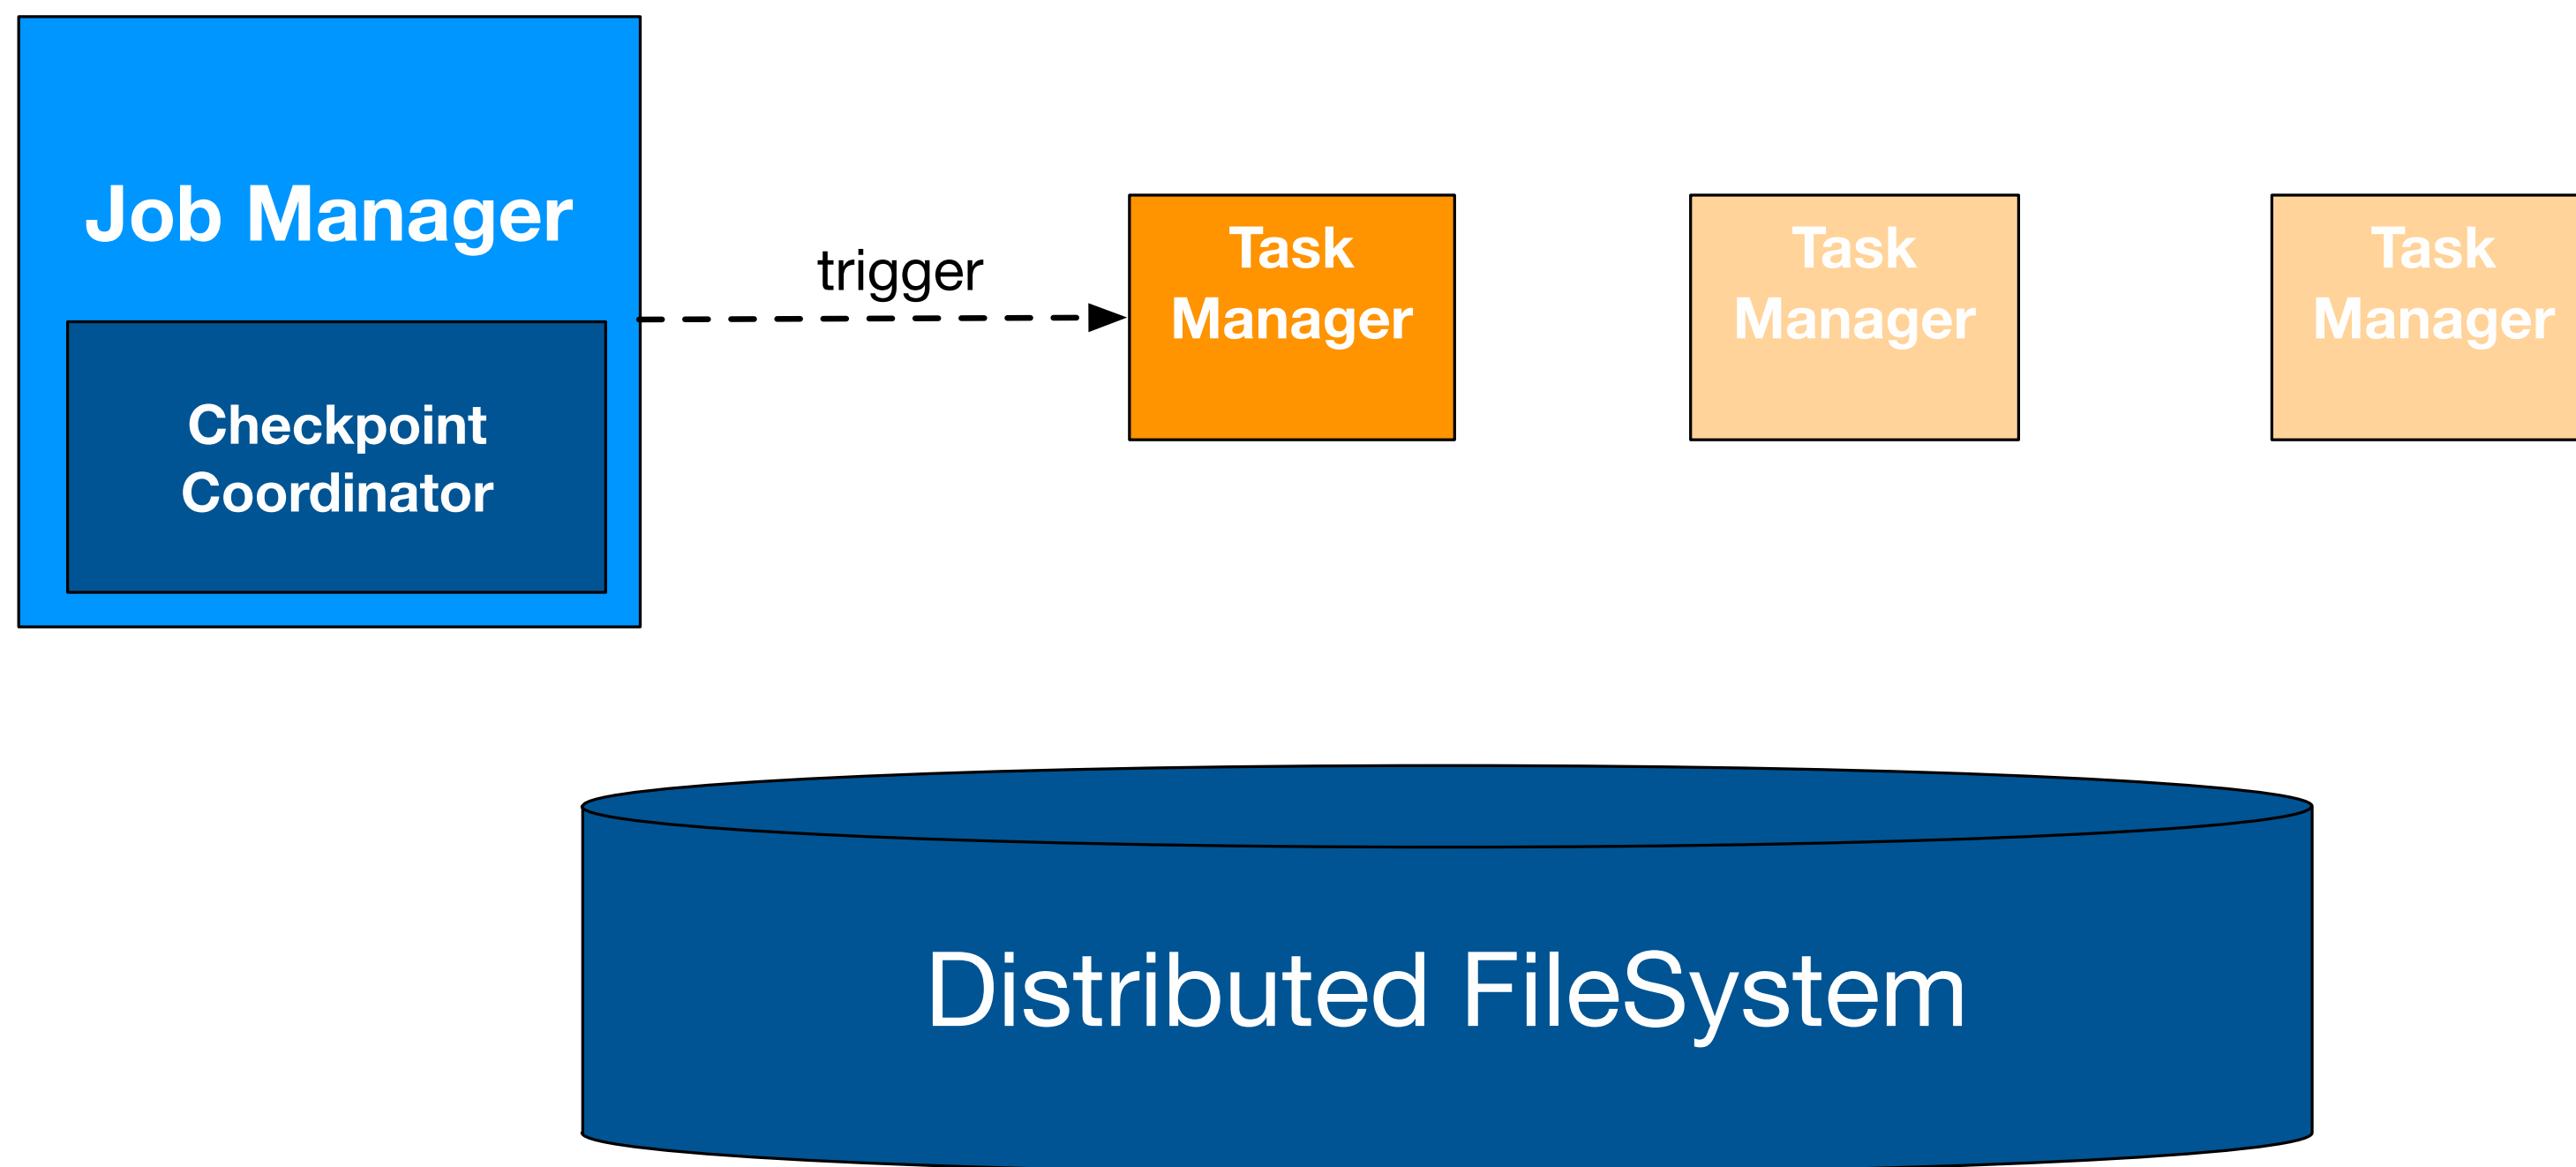 Job Manager
Checkpoint
Coordinator
trigger
Task
Manager
Task
Manager
Task
Manager
Distributed FileSystem